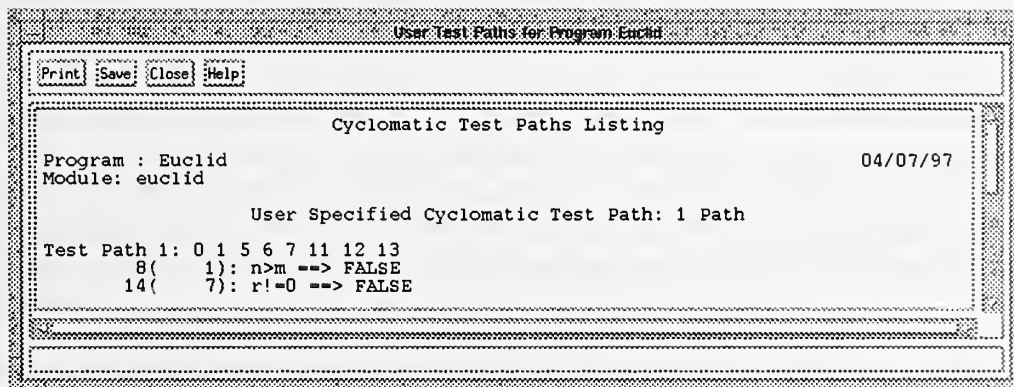 User Test Paths for Program Euclid
Print Save Close Help
Cyclomatic Test Paths Listing
Program : Euclid 04/07/97
Module: euclid
User Specified Cyclomatic Test Path: 1 Path
Test Path 1: 0 1 5 6 7 11 12 13
8( 1): n>m ==> FALSE
14( 7): r!=0 ==> FALSE